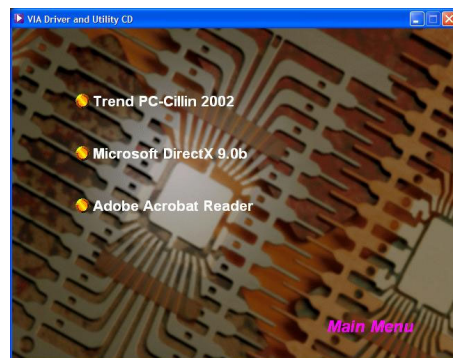 VIA Driver and Utility CD
Trend PC-Cillin 2002
Microsoft DirectX 9.0b
Adobe Acrobat Reader
Main Menu